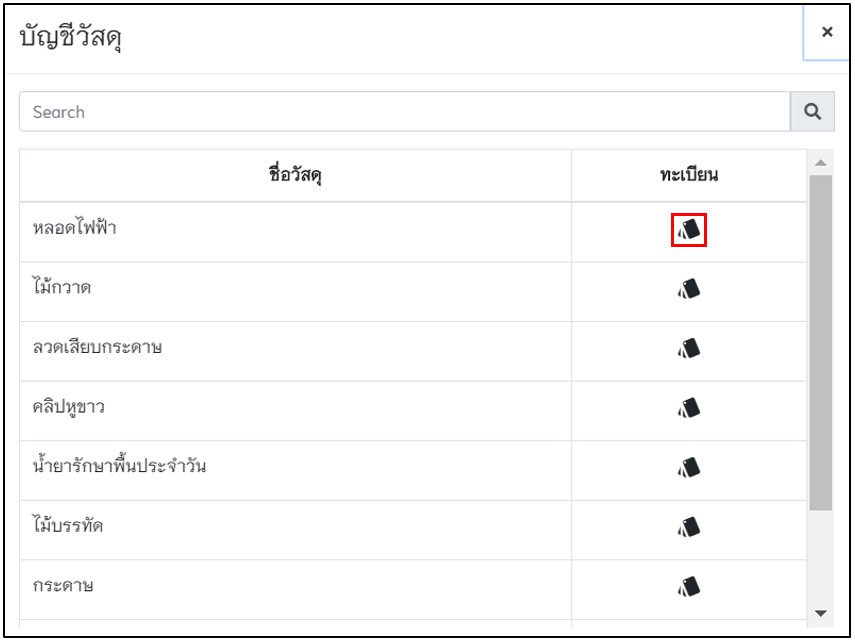 บัญชีวัสดุ
×
Search
ชื่อวัสดุ ทะเบียน
หลอดไฟฟ้า
ไม้กวาด
ลวดเสียบกระดาษ
คลิปหูขาว
น้ำยารักษาพื้นประจำวัน
ไม้บรรทัด
กระดาษ